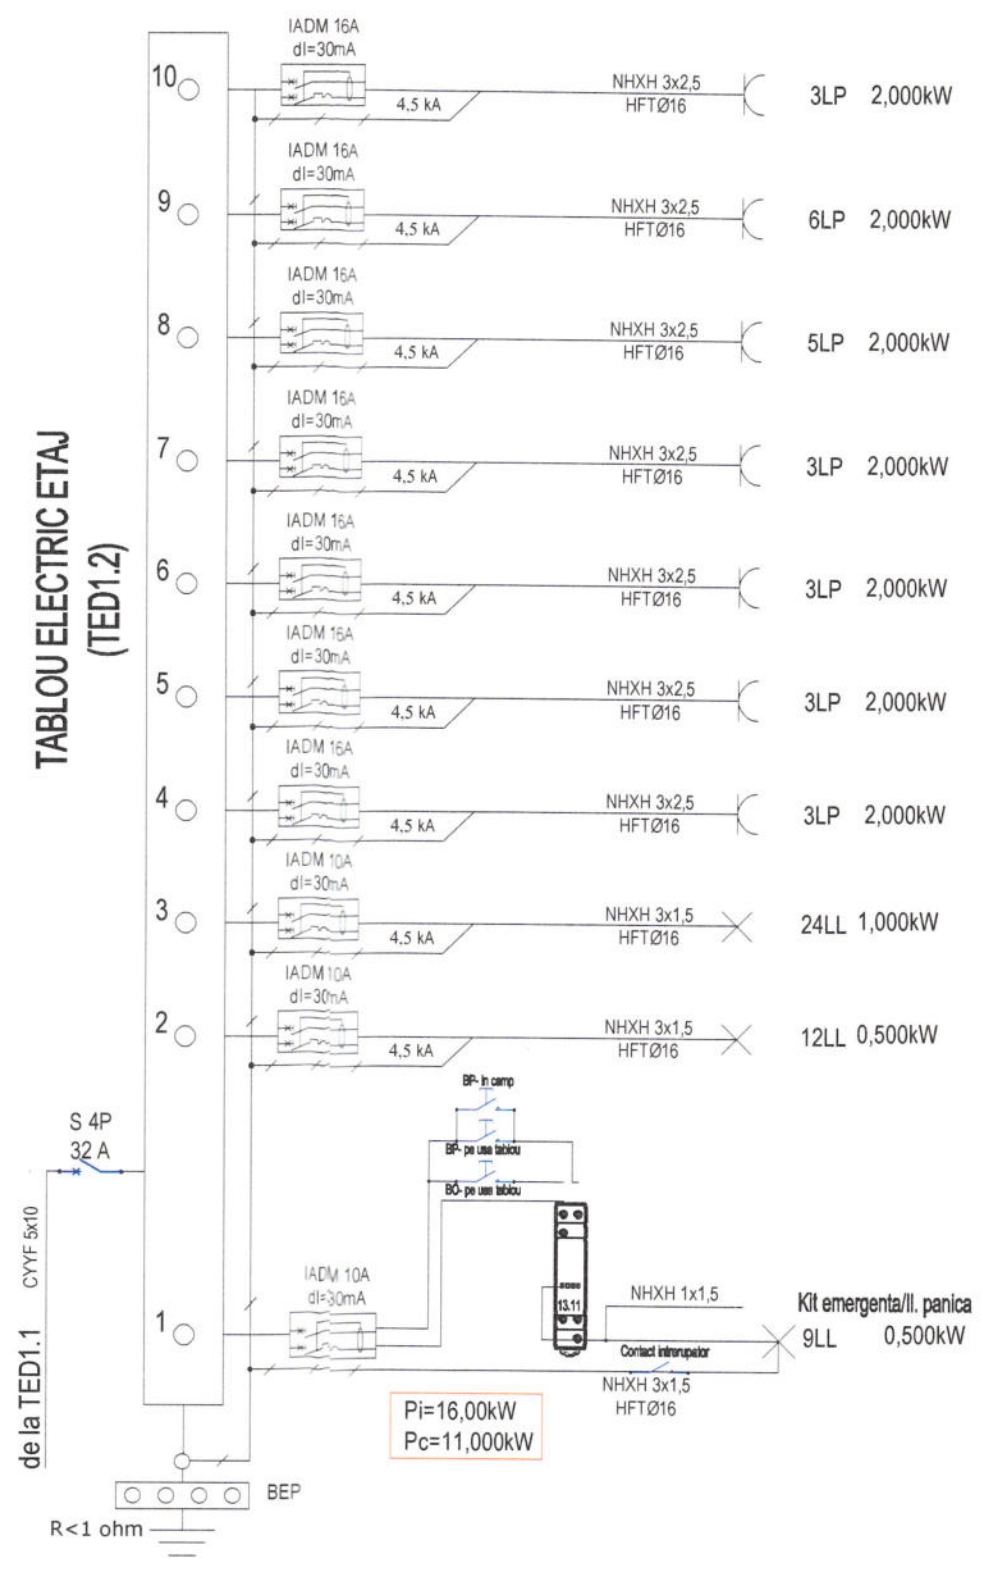 IADM 16A
dI=30mA
10
4,5 kA
NHXH 3x2,5
HFTØ16
3LP 2,000kW
IADM 16A
dI=30mA
9
4,5 kA
NHXH 3x2,5
HFTØ16
6LP 2,000kW
IADM 16A
dI=30mA
8
4,5 kA
NHXH 3x2,5
HFTØ16
5LP 2,000kW
IADM 16A
dI=30mA
7
4,5 kA
NHXH 3x2,5
HFTØ16
3LP 2,000kW
TABLOU ELECTRIC ETAJ
(TED1.2)
IADM 16A
dI=30mA
6
4,5 kA
NHXH 3x2,5
HFTØ16
3LP 2,000kW
IADM 16A
dI=30mA
5
4,5 kA
NHXH 3x2,5
HFTØ16
3LP 2,000kW
IADM 16A
dI=30mA
4
4,5 kA
NHXH 3x2,5
HFTØ16
3LP 2,000kW
IADM 10A
dI=30mA
3
4,5 kA
NHXH 3x1,5
HFTØ16
24LL 1,000kW
IADM 10A
dI=30mA
2
4,5 kA
NHXH 3x1,5
HFTØ16
12LL 0,500kW
BP- in camp
BP- pe usa tablou
BO- pe usa tablou
S 4P
32 A
de la TED1.1 CYYF 5x10
IADM 10A
dI=30mA
1
13.11
NHXH 1x1,5
Kit emergenta/Il. panica
9LL 0,500kW
Contact intrerupator
NHXH 3x1,5
HFTØ16
Pi=16,00kW
Pc=11,000kW
BEP
R<1 ohm